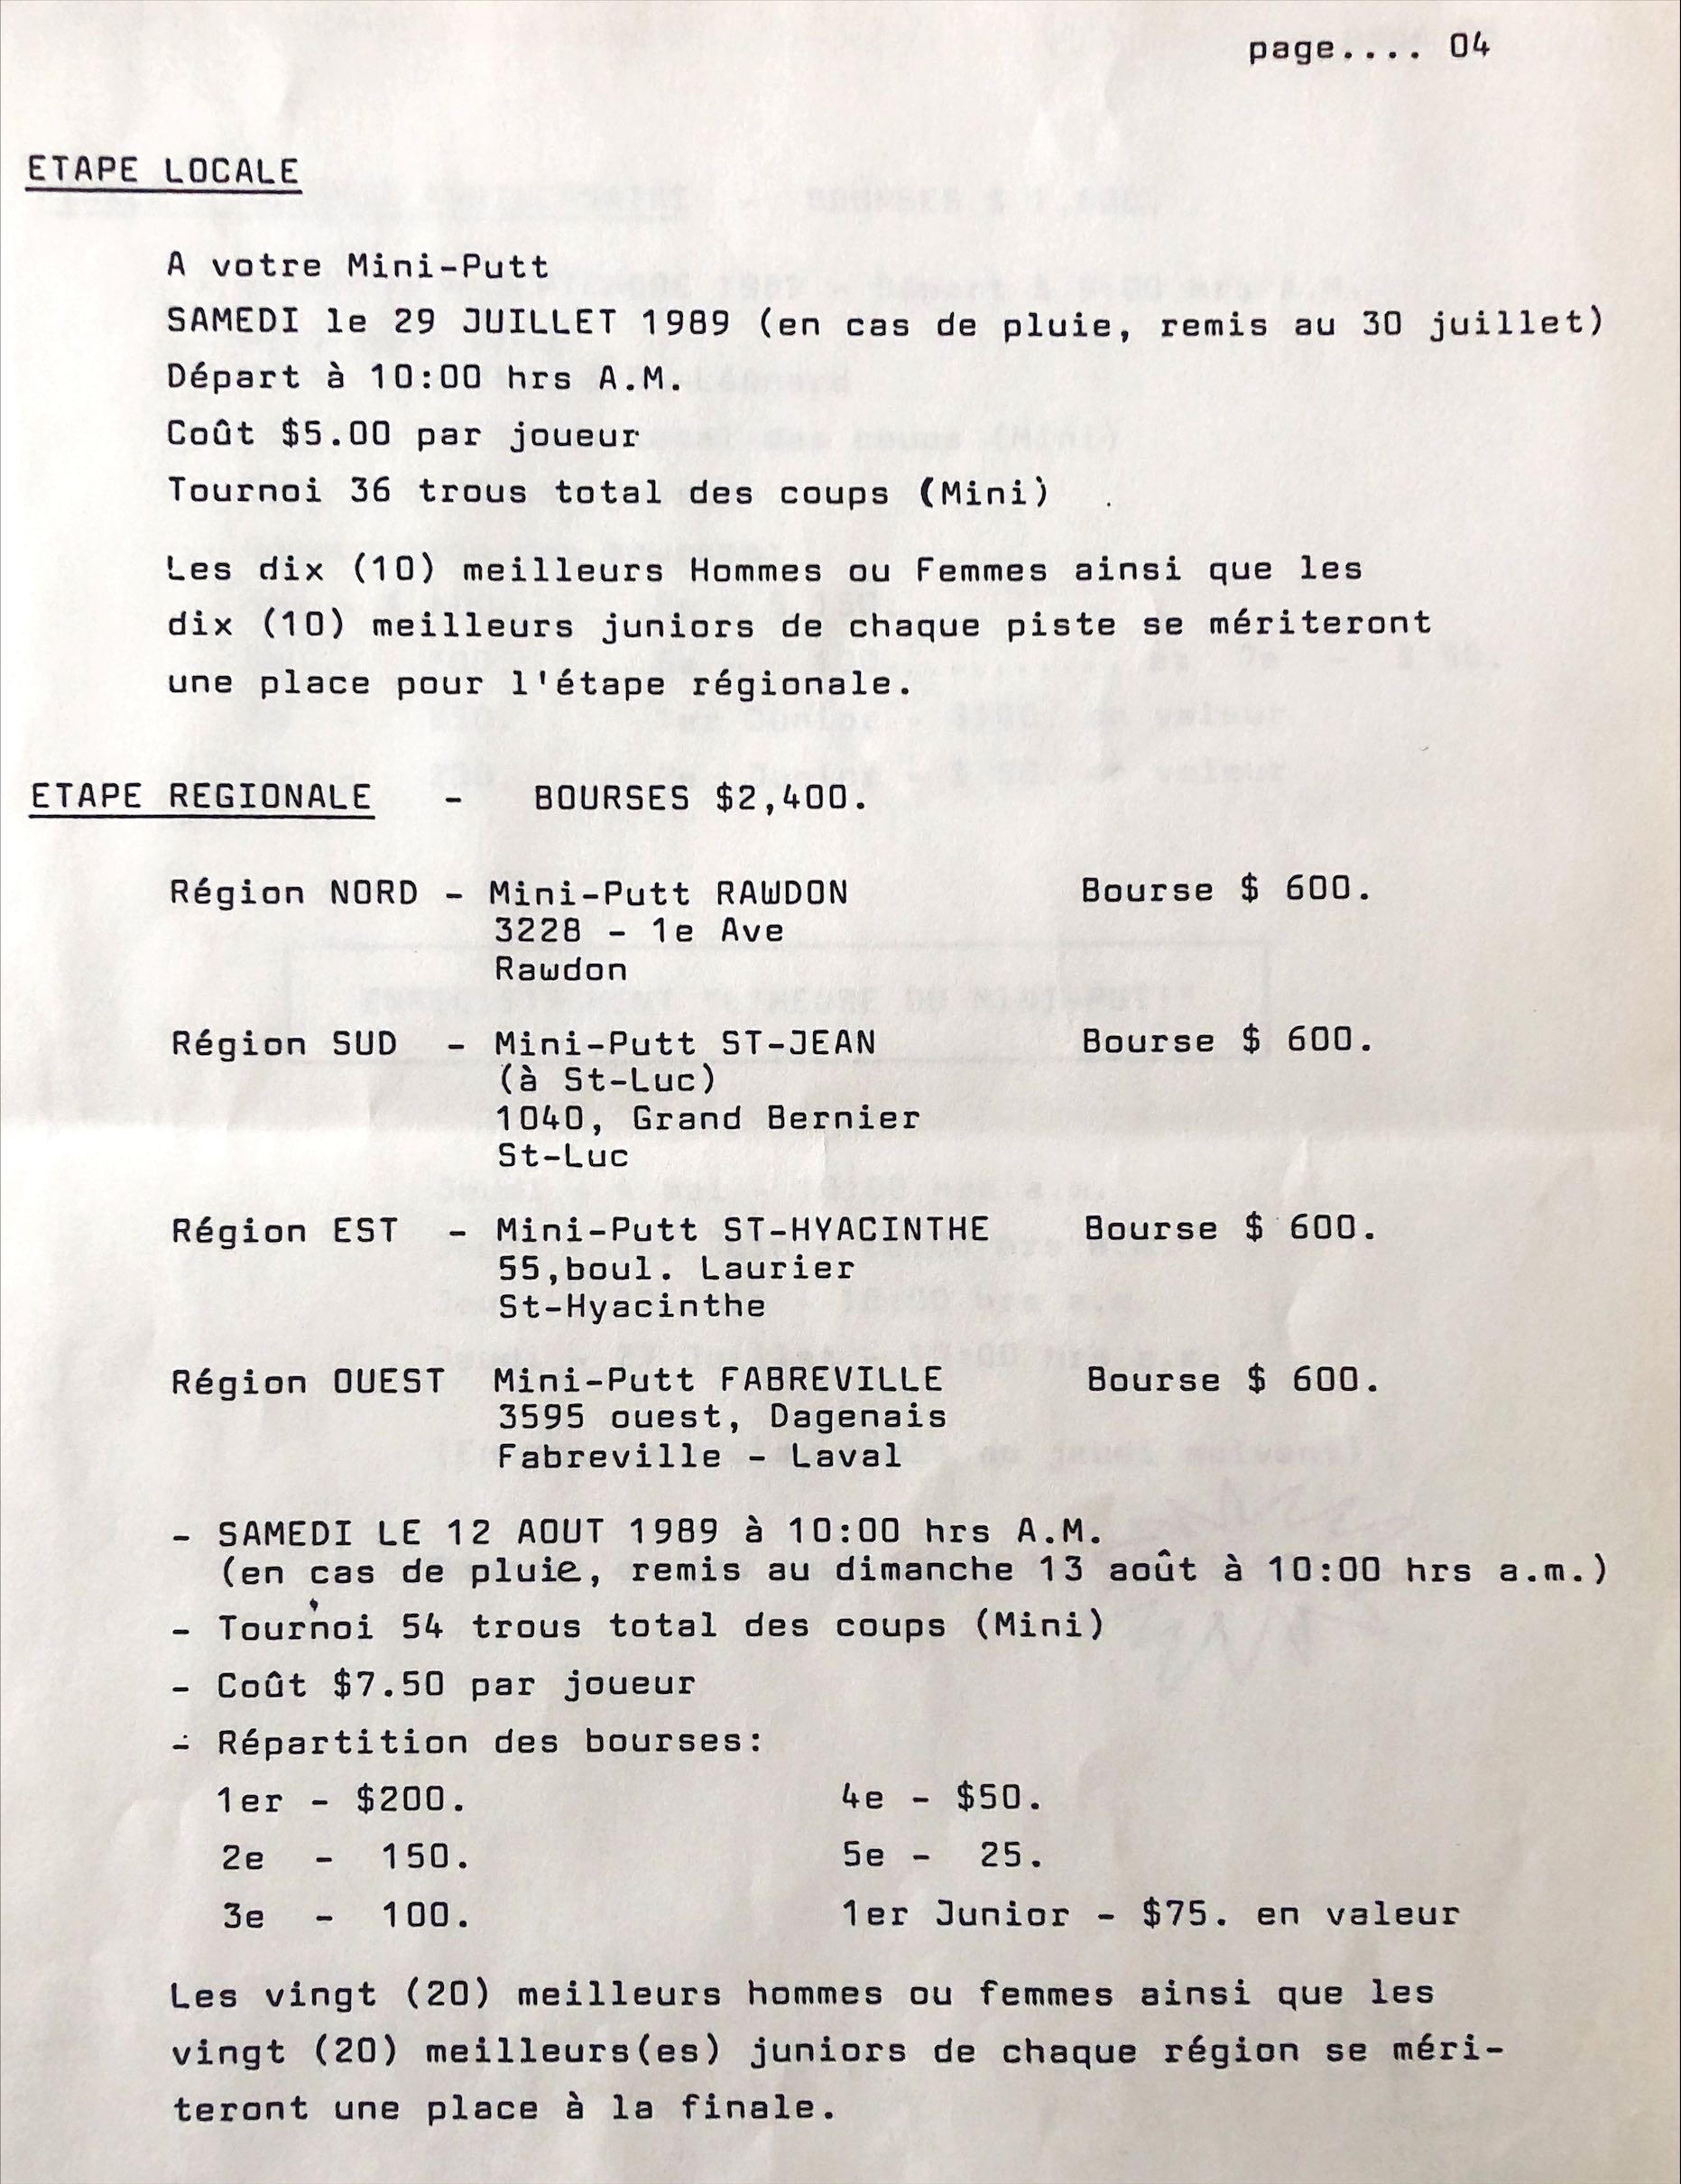 page.... 04
ETAPE LOCALE
A votre Mini-Putt
SAMEDI le 29 JUILLET 1989 (en cas de pluie, remis au 30 juillet)
Départ à 10:00 hrs A.M.
Coût $5.00 par joueur
Tournoi 36 trous total des coups (Mini)
Les dix (10) meilleurs Hommes ou Femmes ainsi que les
dix (10) meilleurs juniors de chaque piste se mériteront
une place pour l'étape régionale.
ETAPE REGIONALE - BOURSES $2,400.
Région NORD - Mini-Putt RAWDON Bourse $ 600.
3228 - 1e Ave
Rawdon
Région SUD - Mini-Putt ST-JEAN Bourse $ 600.
(à St-Luc)
1040, Grand Bernier
St-Luc
Région EST - Mini-Putt ST-HYACINTHE Bourse $ 600.
55,boul. Laurier
St-Hyacinthe
Région OUEST Mini-Putt FABREVILLE Bourse $ 600.
3595 ouest, Dagenais
Fabreville - Laval
- SAMEDI LE 12 AOUT 1989 à 10:00 hrs A.M.
(en cas de pluie, remis au dimanche 13 août à 10:00 hrs a.m.)
- Tournoi 54 trous total des coups (Mini)
- Coût $7.50 par joueur
- Répartition des bourses:
1er - $200. 4e - $50.
2e - 150. 5e - 25.
3e - 100. 1er Junior - $75. en valeur
Les vingt (20) meilleurs hommes ou femmes ainsi que les
vingt (20) meilleurs(es) juniors de chaque région se méri-
teront une place à la finale.